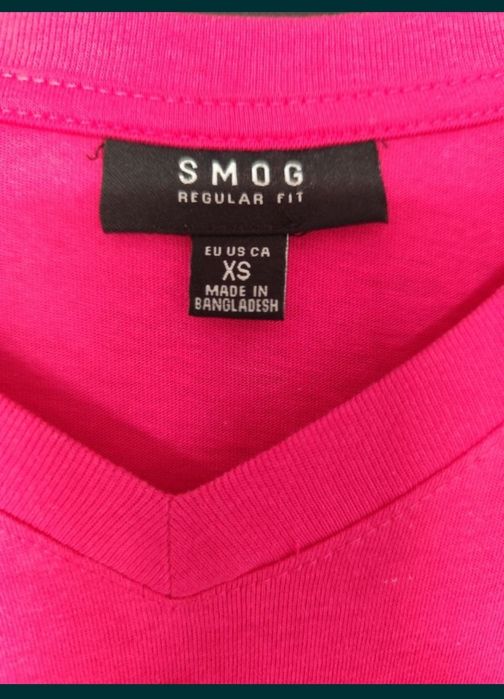 SMOG
REGULAR FIT
EU US CA
XS
MADE IN
BANGLADESH